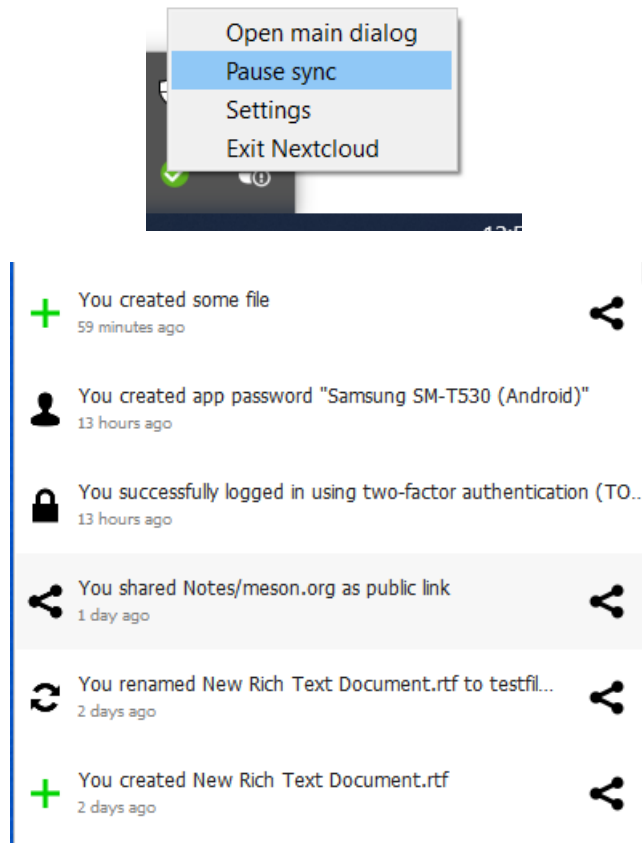 Open main dialog
Pause sync
Settings
Exit Nextcloud
You created some file
59 minutes ago
You created app password "Samsung SM-T530 (Android)"
13 hours ago
You successfully logged in using two-factor authentication (TO...
13 hours ago
You shared Notes/meson.org as public link
1 day ago
You renamed New Rich Text Document.rtf to testfil...
2 days ago
You created New Rich Text Document.rtf
2 days ago